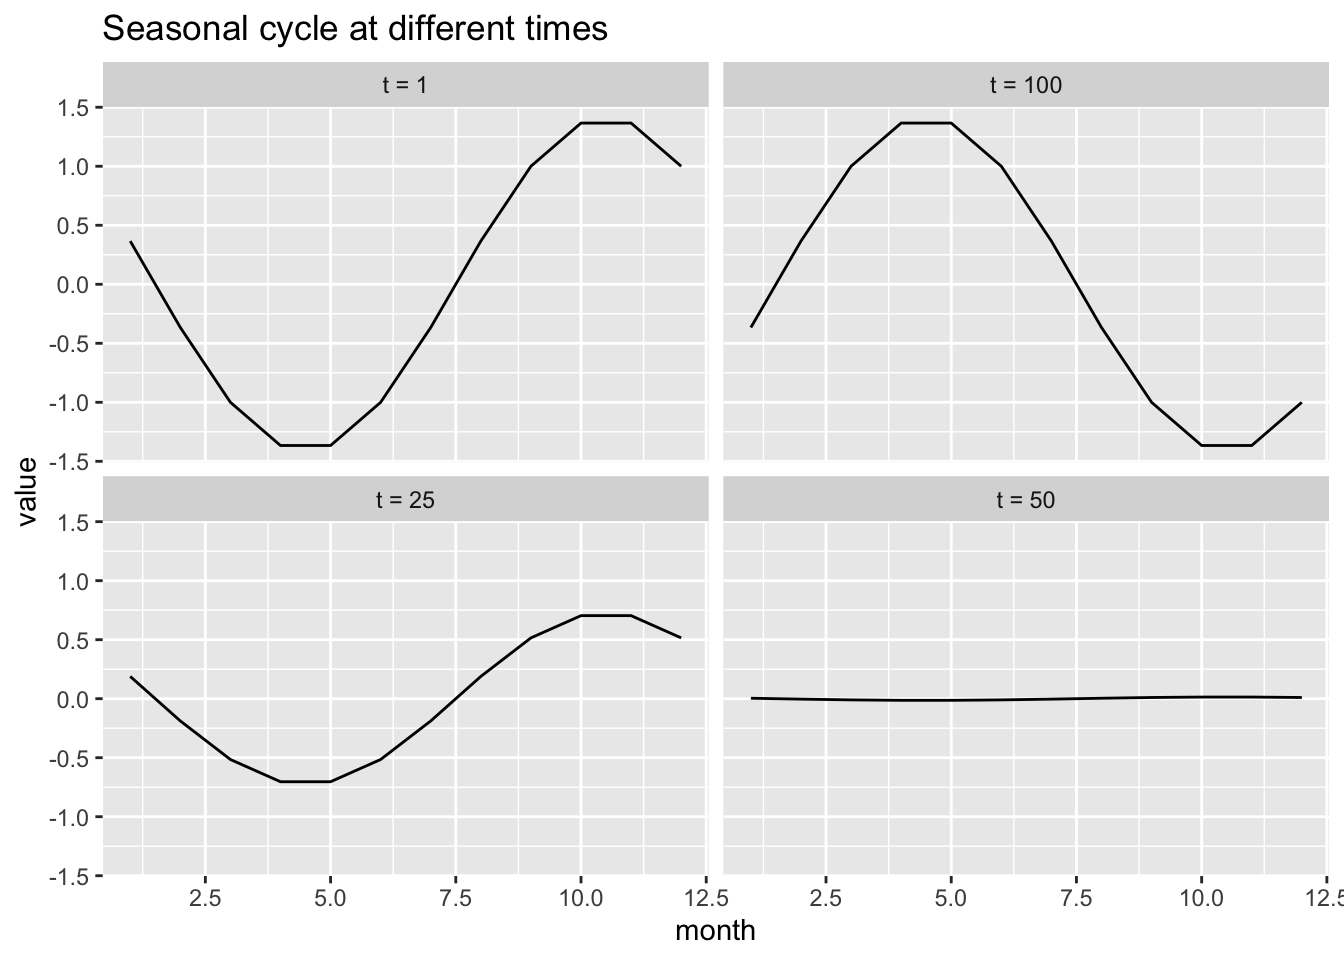 Seasonal cycle at different times
t = 1
t = 100
1.5
1.0
0.5
0.0
-0.5
-1.0
-1.5
value
t = 25
t = 50
1.5
1.0
0.5
0.0
-0.5
-1.0
-1.5
2.5 5.0 7.5 10.0 12.5
2.5 5.0 7.5 10.0 12.5
month